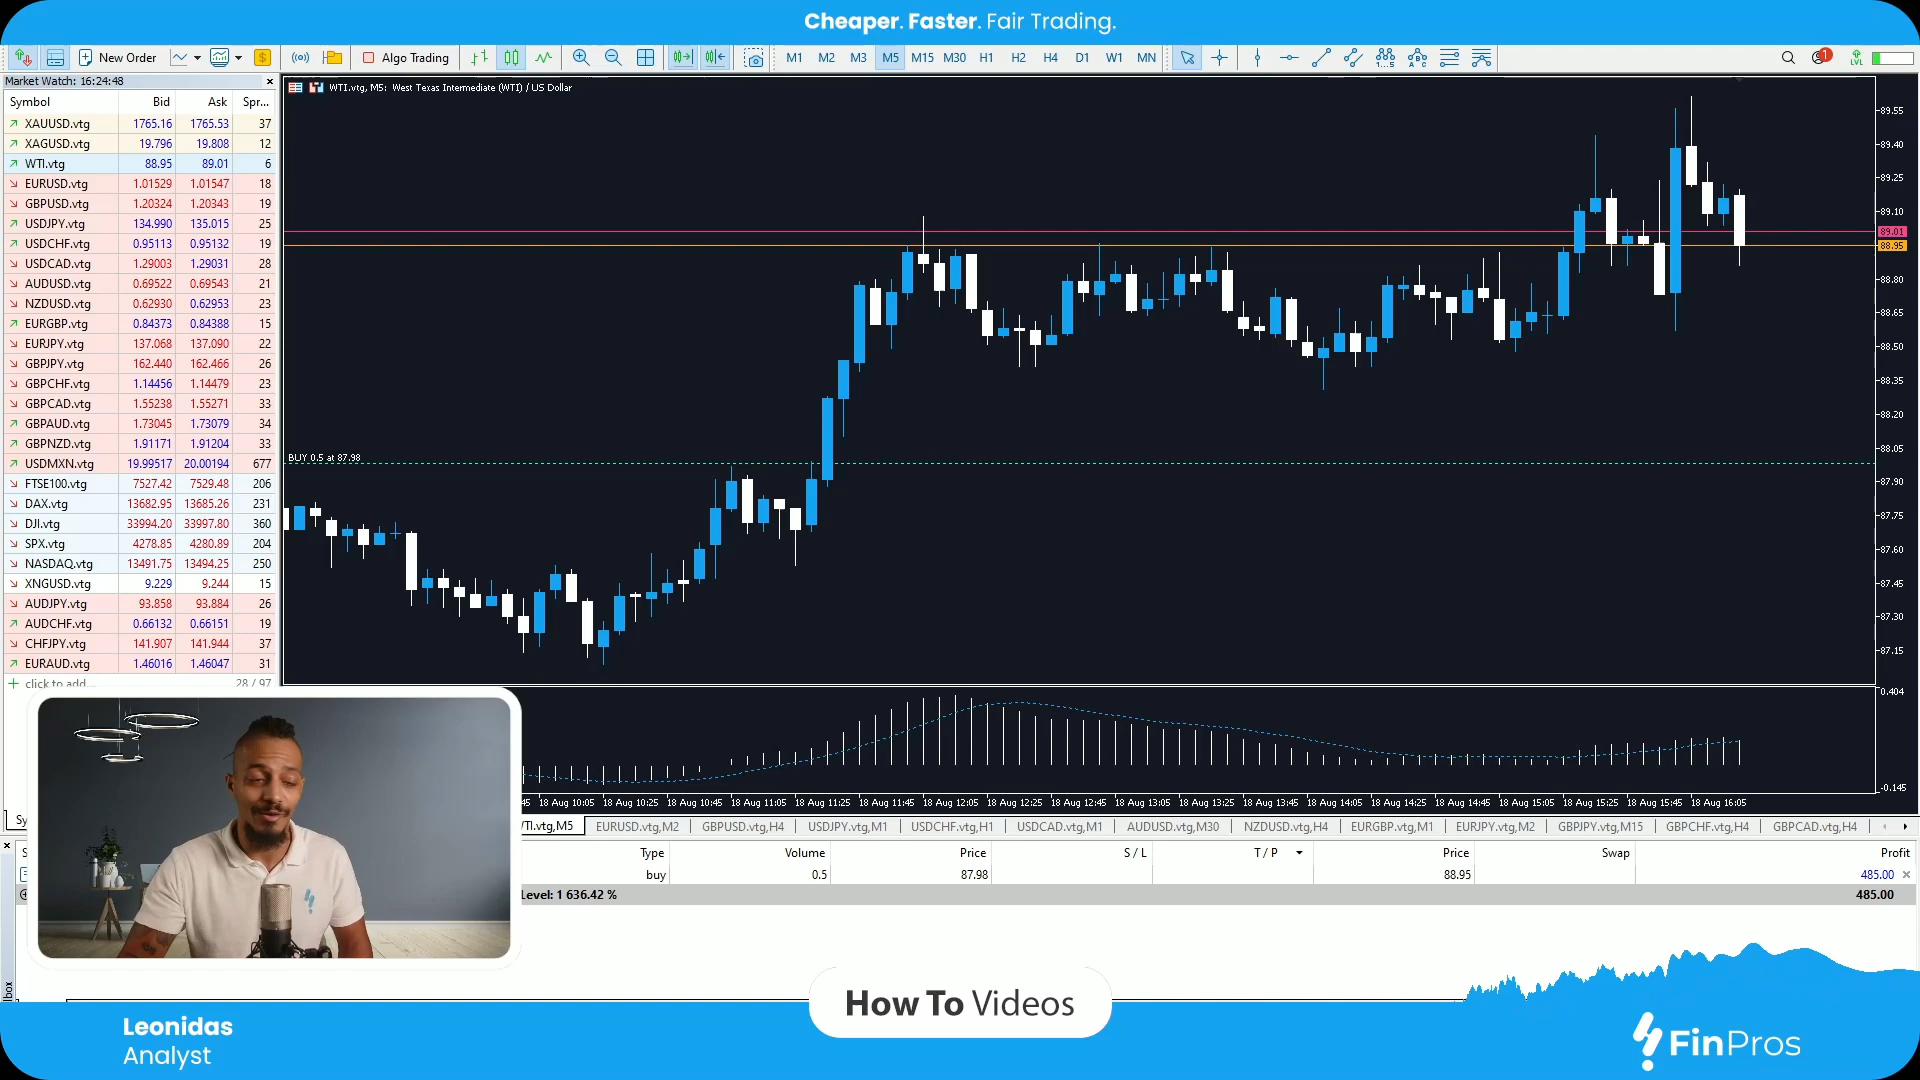 Cheaper. Faster. Fair Trading.
New Order
Algo Trading
M1 M2 M3 M5 M15 M30 H1 H2 H4 D1 W1 MN
1
LVL
Market Watch: 16:24:48
Symbol Bid Ask Spr...
XAUUSD.vtg 1765.16 1765.53 37
XAGUSD.vtg 19.796 19.808 12
WTI.vtg 88.95 89.01 6
EURUSD.vtg 1.01529 1.01547 18
GBPUSD.vtg 1.20324 1.20343 19
USDJPY.vtg 134.990 135.015 25
USDCHF.vtg 0.95113 0.95132 19
USDCAD.vtg 1.29003 1.29031 28
AUDUSD.vtg 0.69522 0.69543 21
NZDUSD.vtg 0.62930 0.62953 23
EURGBP.vtg 0.84373 0.84388 15
EURJPY.vtg 137.068 137.090 22
GBPJPY.vtg 162.440 162.466 26
GBPCHF.vtg 1.14456 1.14479 23
GBPCAD.vtg 1.55238 1.55271 33
GBPAUD.vtg 1.73045 1.73079 34
GBPNZD.vtg 1.91171 1.91204 33
USDMXN.vtg 19.99517 20.00194 677
FTSE100.vtg 7527.42 7529.48 206
DAX.vtg 13682.95 13685.26 231
DJI.vtg 33994.20 33997.80 360
SPX.vtg 4278.85 4280.89 204
NASDAQ.vtg 13491.75 13494.25 250
XNGUSD.vtg 9.229 9.244 15
AUDJPY.vtg 93.858 93.884 26
AUDCHF.vtg 0.66132 0.66151 19
CHFJPY.vtg 141.907 141.944 37
EURAUD.vtg 1.46016 1.46047 31
click to add... 28 / 97
WTI.vtg, M5: West Texas Intermediate (WTI) / US Dollar
BUY 0.5 at 87.98
89.55
89.40
89.25
89.10
89.01
88.95
88.80
88.65
88.50
88.35
88.20
88.05
87.90
87.75
87.60
87.45
87.30
87.15
0.404
-0.145
45 18 Aug 10:05 18 Aug 10:25 18 Aug 10:45 18 Aug 11:05 18 Aug 11:25 18 Aug 11:45 18 Aug 12:05 18 Aug 12:25 18 Aug 12:45 18 Aug 13:05 18 Aug 13:25 18 Aug 13:45 18 Aug 14:05 18 Aug 14:25 18 Aug 14:45 18 Aug 15:05 18 Aug 15:25 18 Aug 15:45 18 Aug 16:05
Sy
TI.vtg,M5 EURUSD.vtg,M2 GBPUSD.vtg,H4 USDJPY.vtg,M1 USDCHF.vtg,H1 USDCAD.vtg,M1 AUDUSD.vtg,M30 NZDUSD.vtg,H4 EURGBP.vtg,M1 EURJPY.vtg,M2 GBPJPY.vtg,M15 GBPCHF.vtg,H4 GBPCAD.vtg,H4
S Type Volume Price S / L T / P Price Swap Profit
buy 0.5 87.98 88.95 485.00
Level: 1 636.42 % 485.00
lbox
How To Videos
Leonidas
Analyst
FinPros